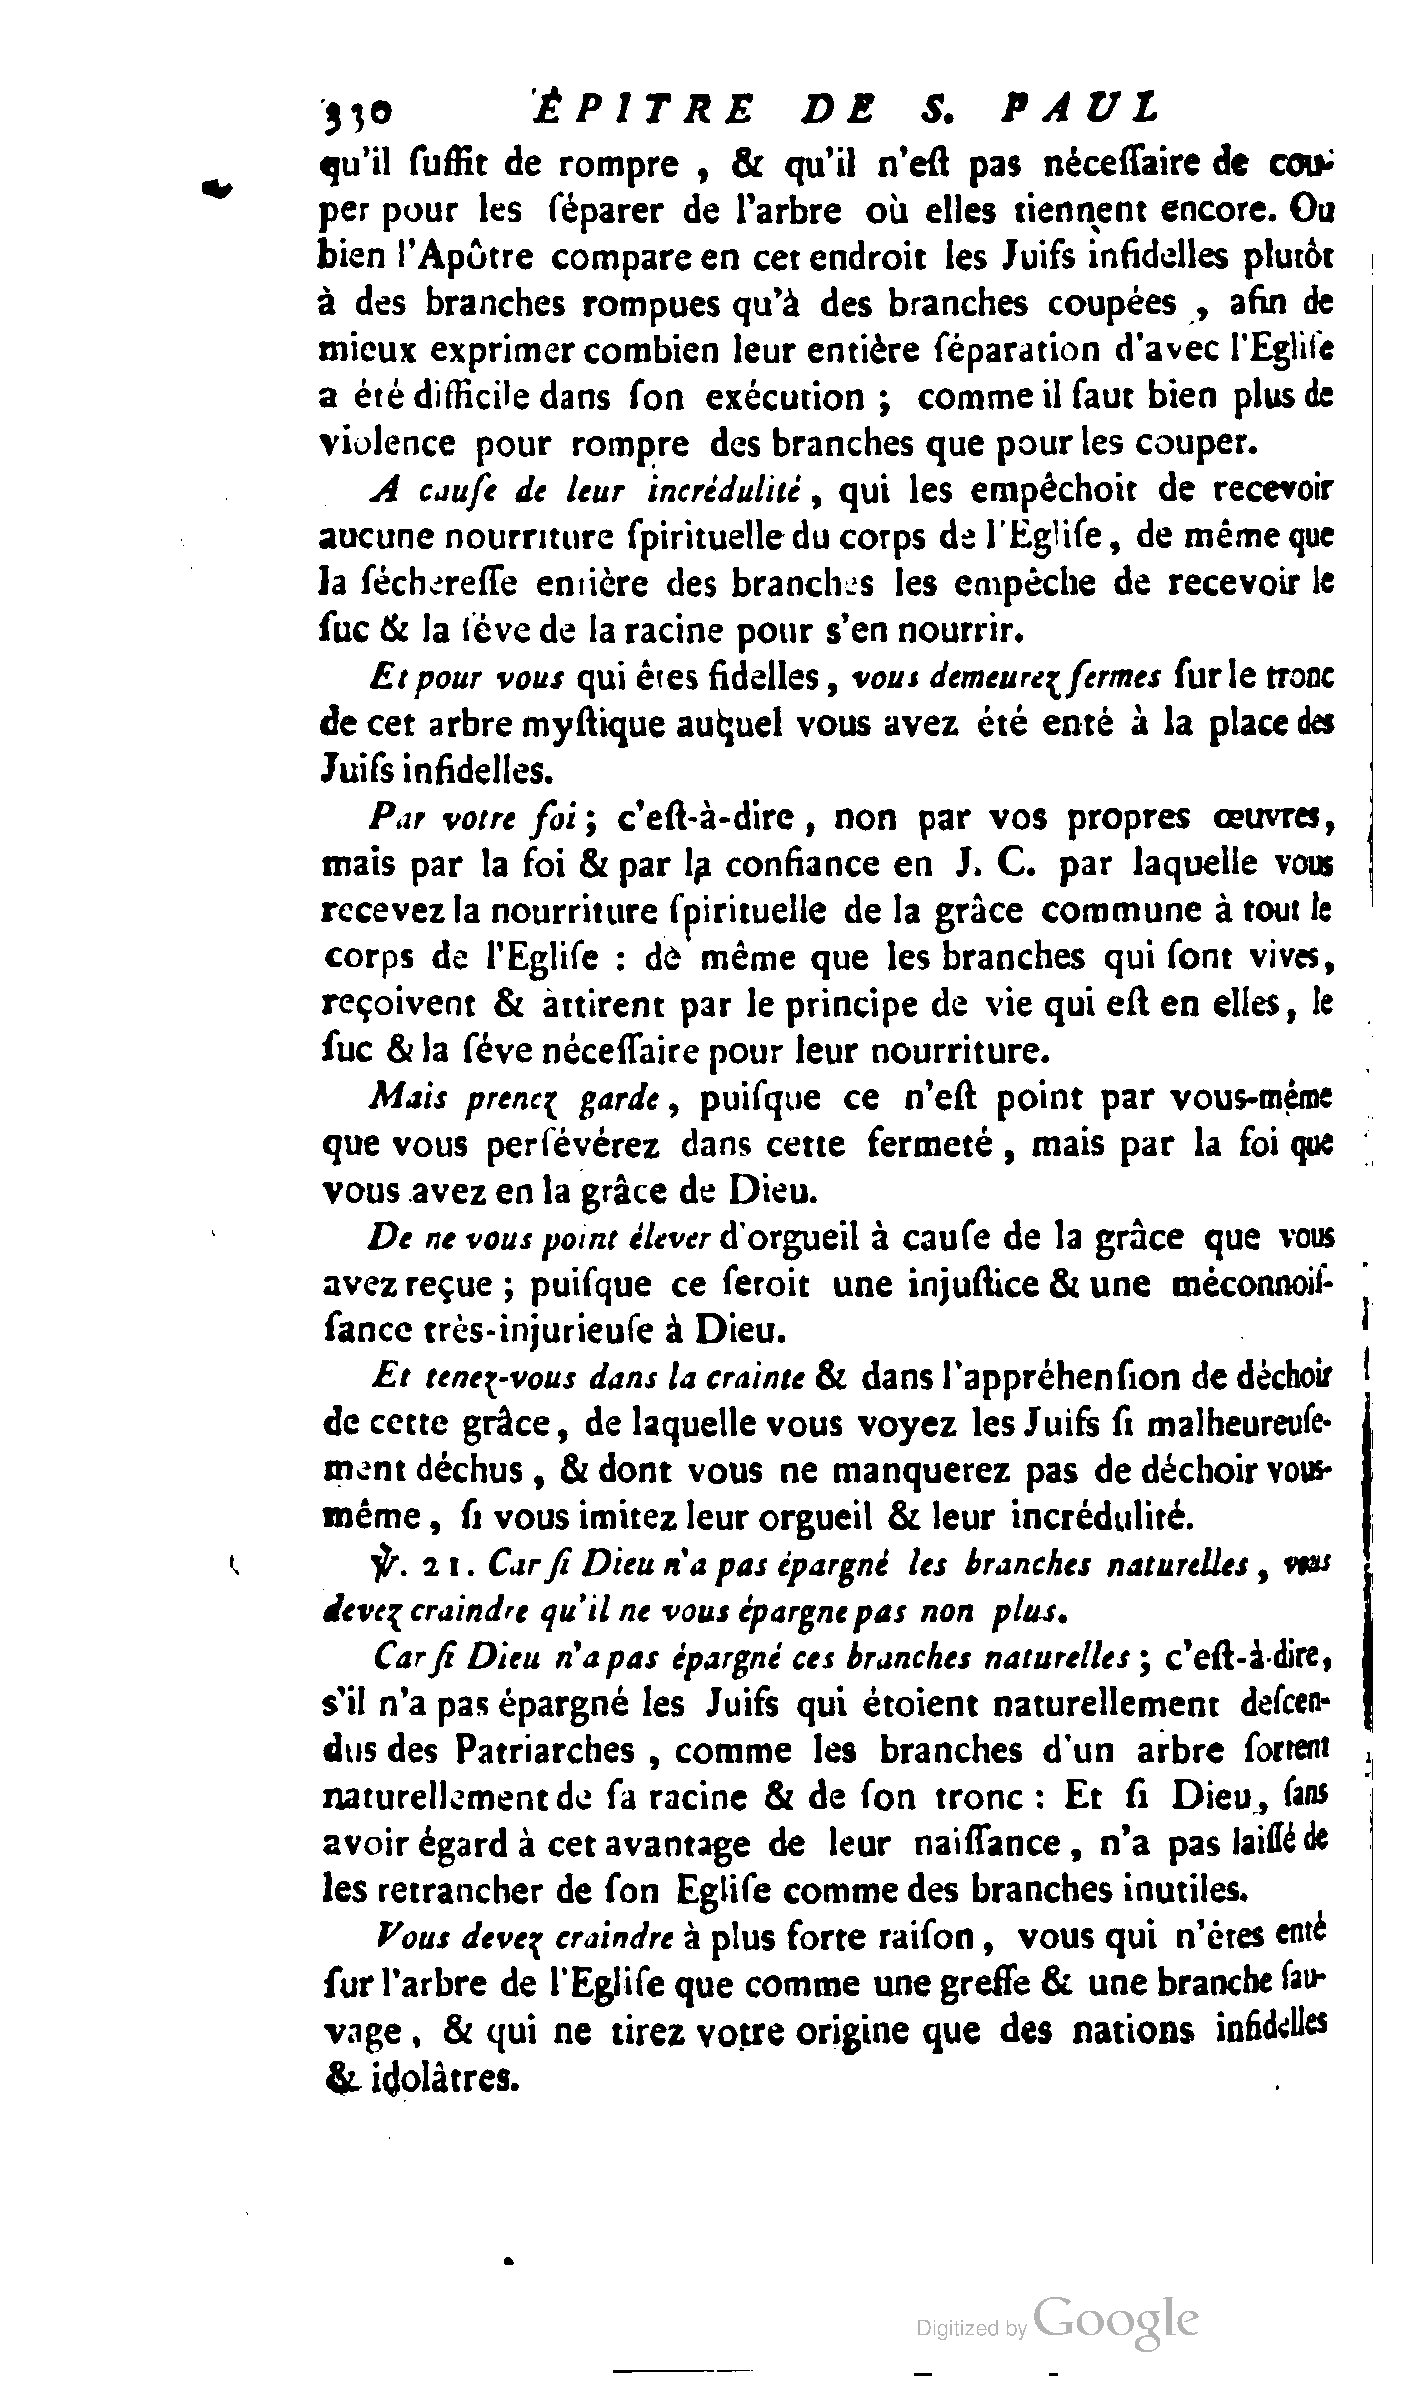 330 ÉPITRE DE S. PAUL
qu'il ſuffit de rompre , & qu'il n'eſt pas néceſſaire de cou-
per pour les ſéparer de l'arbre où elles tiennent encore. Ou
bien l'Apûtre compare en cet endroit les Juifs infidelles plutôt
à des branches rompues qu'à des branches coupées , afin de
mieux exprimer combien leur entière ſéparation d'avec l'Egliſe
a été difficile dans ſon exécution ; comme il faut bien plus de
violence pour rompre des branches que pour les couper.
A cauſe de leur incrédulité , qui les empêchoit de recevoir
aucune nourriture ſpirituelle du corps de l'Egliſe , de même que
la ſéchereſſe entière des branches les empêche de recevoir le
ſuc & la ſéve de la racine pour s'en nourrir.
Et pour vous qui êtes fidelles , vous demeurez fermes ſur le tronc
de cet arbre myſtique auquel vous avez été enté à la place des
Juifs infidelles.
Par votre foi ; c'eſt-à-dire , non par vos propres œuvres,
mais par la foi & par la confiance en J. C. par laquelle vous
recevez la nourriture ſpirituelle de la grâce commune à tout le
corps de l'Egliſe : de même que les branches qui ſont vives,
reçoivent & attirent par le principe de vie qui eſt en elles , le
ſuc & la ſéve néceſſaire pour leur nourriture.
Mais prenez garde , puiſque ce n'eſt point par vous-même
que vous perſévérez dans cette fermeté , mais par la foi que
vous avez en la grâce de Dieu.
De ne vous point élever d'orgueil à cauſe de la grâce que vous
avez reçue ; puiſque ce ſeroit une injuſtice & une méconnoiſ-
ſance très-injurieuſe à Dieu.
Et tenez-vous dans la crainte & dans l'appréhenſion de déchoir
de cette grâce , de laquelle vous voyez les Juifs ſi malheureuſe-
ment déchus , & dont vous ne manquerez pas de déchoir vous-
même , ſi vous imitez leur orgueil & leur incrédulité.
℣. 21. Car ſi Dieu n'a pas épargné les branches naturelles , vous
devez craindre qu'il ne vous épargne pas non plus.
Car ſi Dieu n'a pas épargné ces branches naturelles ; c'eſt-à-dire,
s'il n'a pas épargné les Juifs qui étoient naturellement deſcen-
dus des Patriarches , comme les branches d'un arbre ſortent
naturellement de ſa racine & de ſon tronc : Et ſi Dieu , ſans
avoir égard à cet avantage de leur naiſſance , n'a pas laiſſé de
les retrancher de ſon Egliſe comme des branches inutiles.
Vous devez craindre à plus forte raiſon , vous qui n'êtes enté
ſur l'arbre de l'Egliſe que comme une greffe & une branche ſau-
vage , & qui ne tirez votre origine que des nations infidelles
& idolâtres.
Digitized by Google